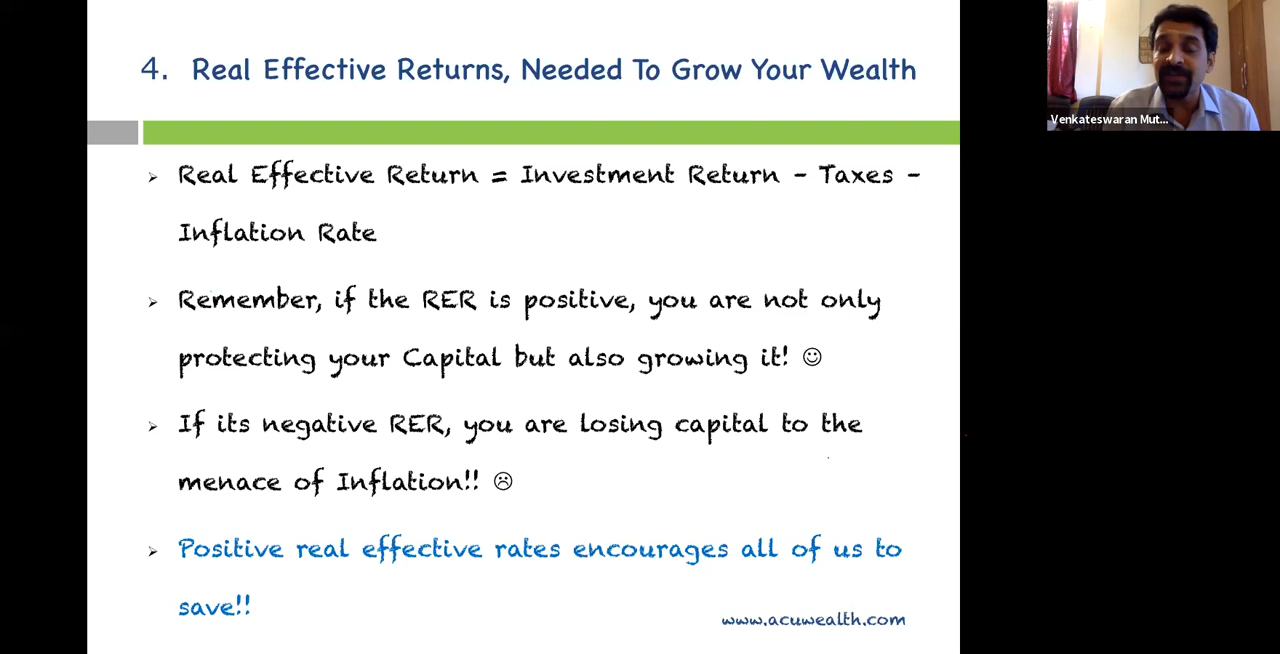 4. Real Effective Returns, Needed To Grow Your Wealth
Venkateswaran Mut...
➢ Real Effective Return = Investment Return – Taxes –
Inflation Rate
➢ Remember, if the RER is positive, you are not only
protecting your Capital but also growing it! ☺
➢ If its negative RER, you are losing capital to the
menace of Inflation!! ☹
➢ Positive real effective rates encourages all of us to
save!!
www.acuwealth.com